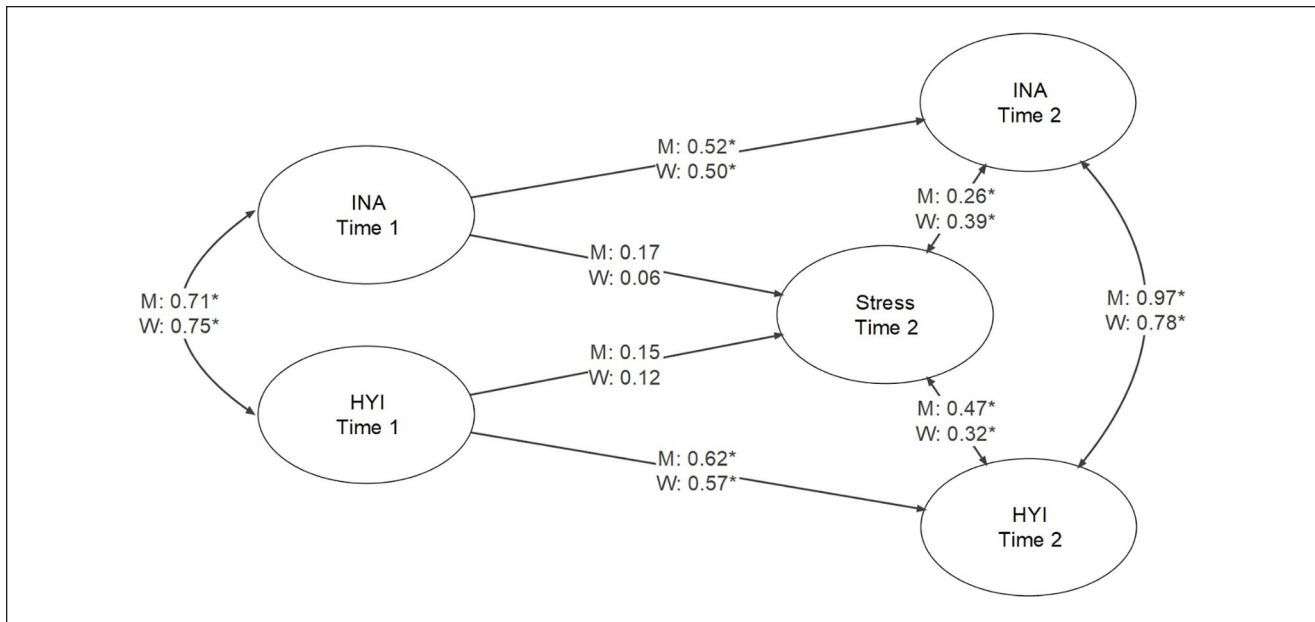 INA
Time 2
M: 0.52*
W: 0.50*
INA
Time 1
M: 0.26*
W: 0.39*
M: 0.17
W: 0.06
M: 0.71*
W: 0.75*
Stress
Time 2
M: 0.97*
W: 0.78*
M: 0.15
W: 0.12
HYI
Time 1
M: 0.47*
W: 0.32*
M: 0.62*
W: 0.57*
HYI
Time 2